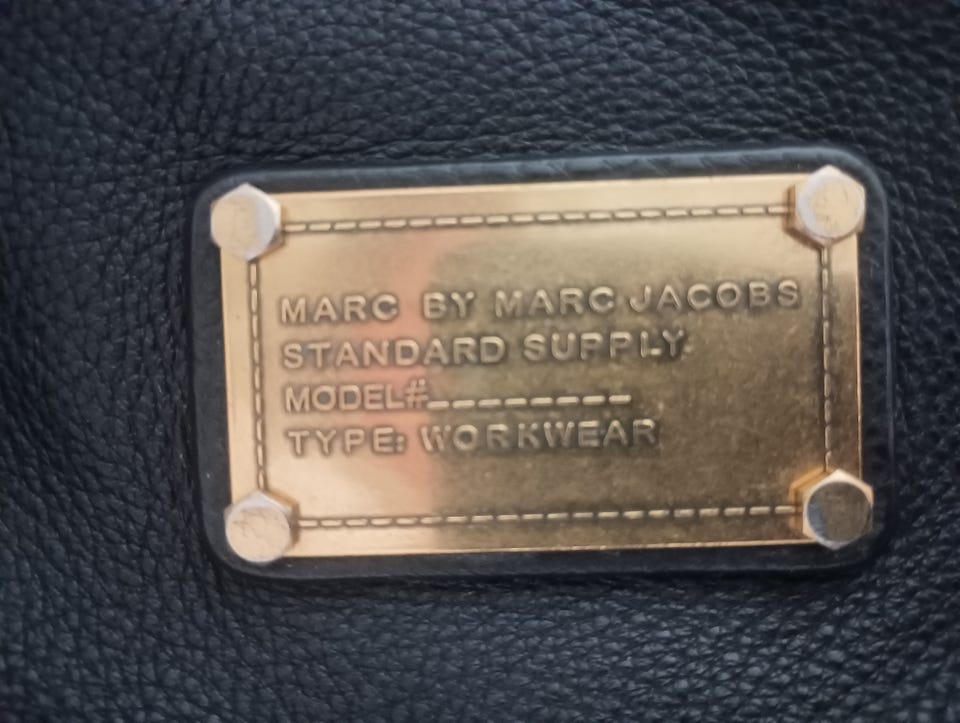 MARC BY MARC JACOBS
STANDARD SUPPLY
MODEL#________
TYPE: WORKWEAR